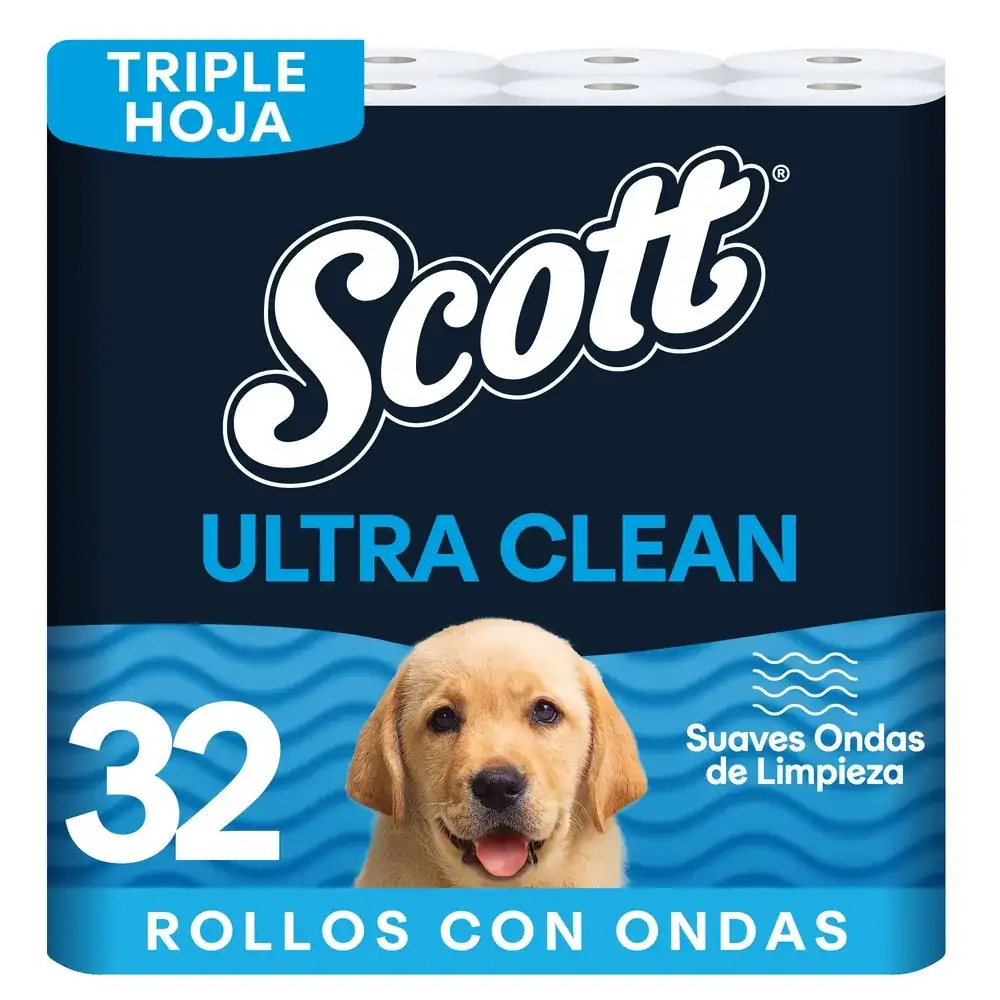 TRIPLE
HOJA
Scott®
ULTRA CLEAN
32
Suaves Ondas
de Limpieza
ROLLOS CON ONDAS